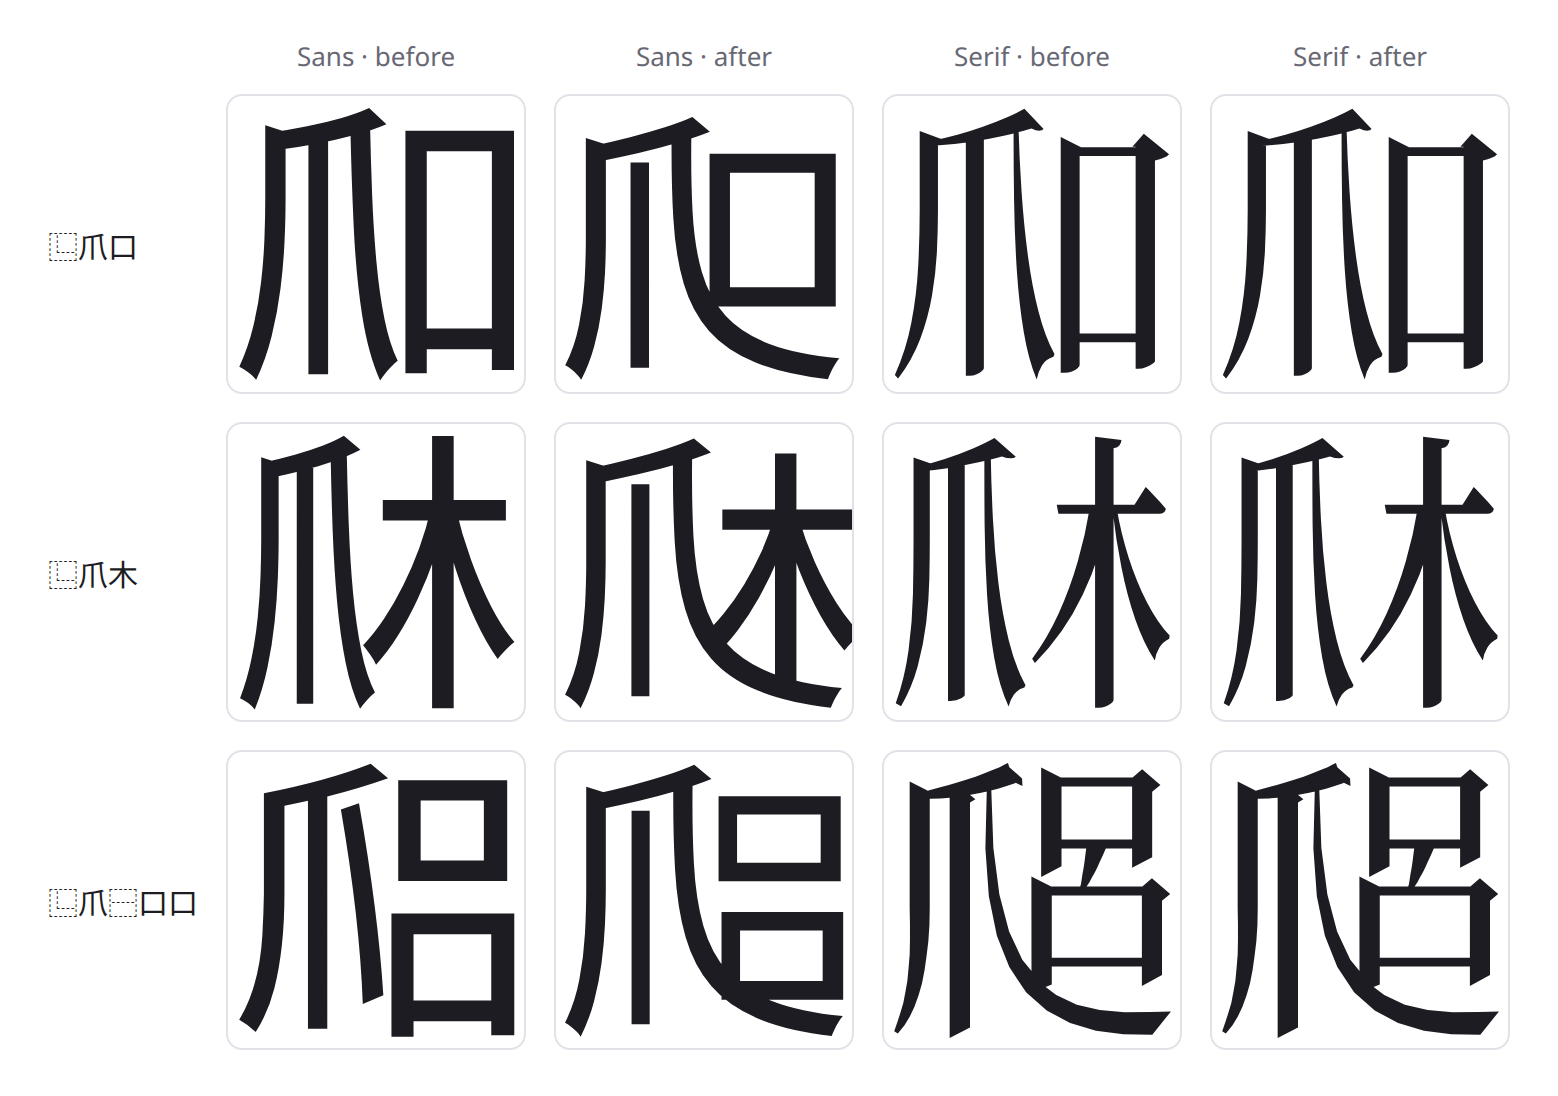 Sans · before Sans · after Serif · before Serif · after
⿺爪口
⿺爪木
⿺爪⿱口口